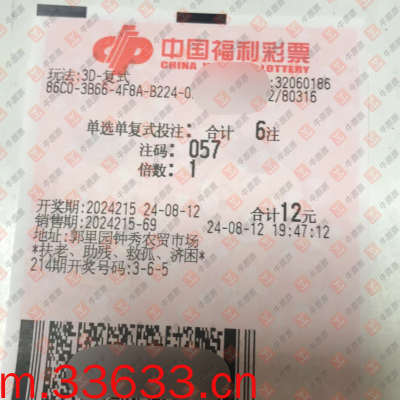 中国福利彩票
CHINA LOTTERY
玩法:3D-复式
:32060186
86C0-3B66-4F8A-B224-0
2/80316
单选单复式投注: 合计 6注
注码: 057
倍数: 1
开奖期:2024215 24-08-12 合计12元
销售期:2024215-69 24-08-12 19:47:12
地址:郭里园钟秀农贸市场
*扶老、助残、救孤、济困*
214期开奖号码:3-6-5
m.33633.cn